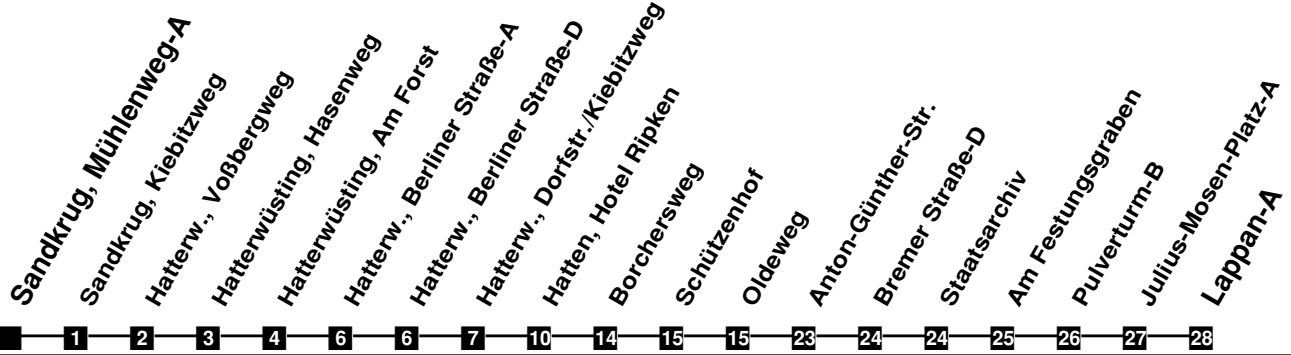 Sandkrug, Mühlenweg-A
Sandkrug, Kiebitzweg
Hatterw., Voßbergweg
Hatterwüsting, Hasenweg
Hatterwüsting, Am Forst
Hatterw., Berliner Straße-A
Hatterw., Berliner Straße-D
Hatterw., Dorfstr./Kiebitzweg
Hatten, Hotel Ripken
Borchersweg
Schützenhof
Oldeweg
Anton-Günther-Str.
Bremer Straße-D
Staatsarchiv
Am Festungsgraben
Pulverturm-B
Julius-Mosen-Platz-A
Lappan-A
1 2 3 4 6 6 7 10 14 15 15 23 24 24 25 26 27 28